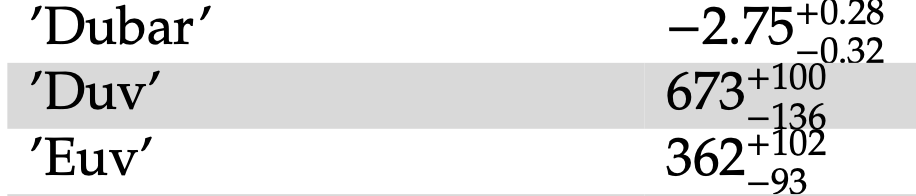 ′Dubar′ −2.75+0.28 −0.32
′Duv′ 673+100 −136
′Euv′ 362+102 −93